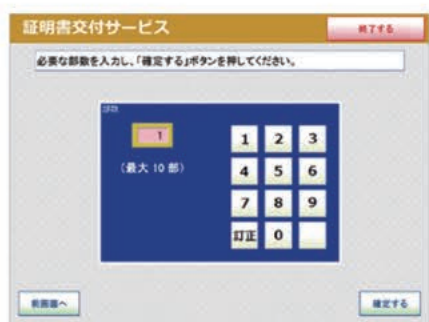 証明書交付サービス
終了する
必要な部数を入力し、「確定する」ボタンを押してください。
部数
1
(最大 10 部)
1 2 3
4 5 6
7 8 9
訂正 0
前画面へ
確定する